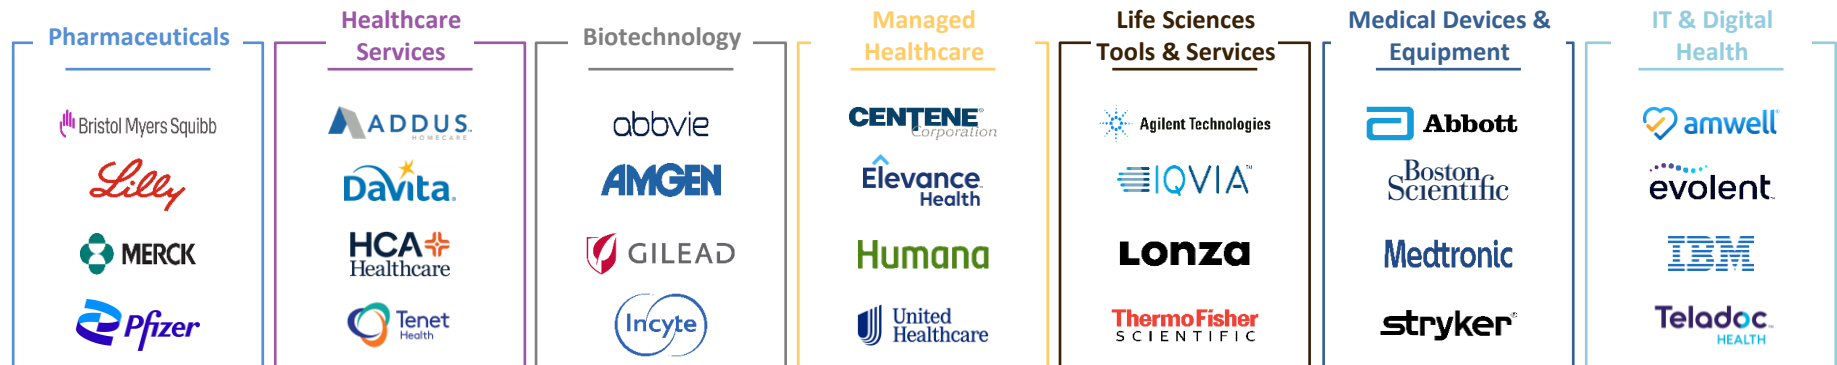 Pharmaceuticals
Bristol Myers Squibb
Lilly
MERCK
Pfizer
Healthcare
Services
ADDUS
HOMECARE
DaVita.
HCA
Healthcare
Tenet
Health
Biotechnology
abbvie
AMGEN
GILEAD
Incyte
Managed
Healthcare
CENTENE®
Corporation
Elevance
Health
Humana
United
Healthcare
Life Sciences
Tools & Services
Agilent Technologies
IQVIA™
Lonza
ThermoFisher
SCIENTIFIC
Medical Devices &
Equipment
Abbott
Boston
Scientific
Medtronic
stryker®
IT & Digital
Health
amwell®
evolent
IBM
Teladoc
HEALTH